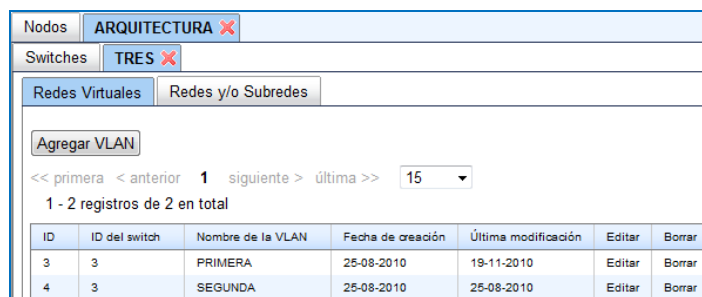 Nodos ARQUITECTURA
Switches TRES
Redes Virtuales Redes y/o Subredes
Agregar VLAN
<< primera < anterior 1 siguiente > última >> 15
1 - 2 registros de 2 en total
ID ID del switch Nombre de la VLAN Fecha de creación Última modificación Editar Borrar
3 3 PRIMERA 25-08-2010 19-11-2010 Editar Borrar
4 3 SEGUNDA 25-08-2010 25-08-2010 Editar Borrar